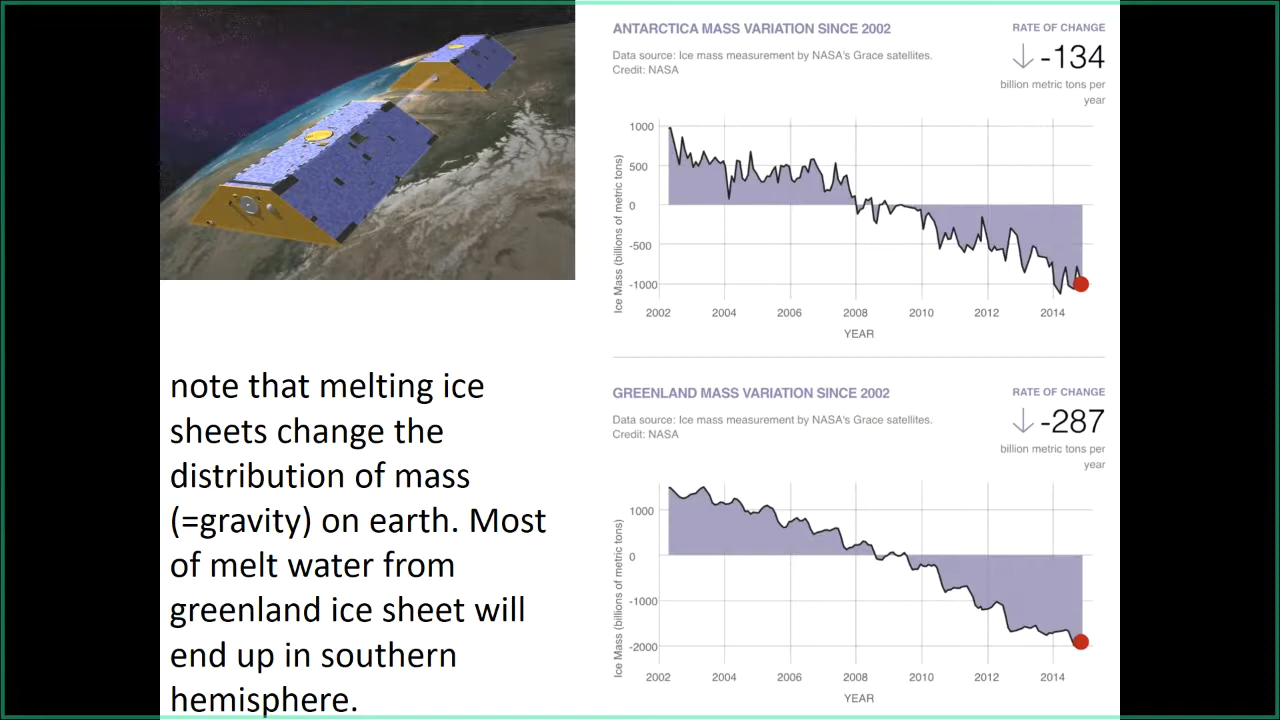 note that melting ice
sheets change the
distribution of mass
(=gravity) on earth. Most
of melt water from
greenland ice sheet will
end up in southern
hemisphere.
ANTARCTICA MASS VARIATION SINCE 2002
Data source: Ice mass measurement by NASA's Grace satellites.
Credit: NASA
RATE OF CHANGE
-134
billion metric tons per
year
Ice Mass (billions of metric tons)
1000
500
0
-500
-1000
2002 2004 2006 2008 2010 2012 2014
YEAR
GREENLAND MASS VARIATION SINCE 2002
Data source: Ice mass measurement by NASA's Grace satellites.
Credit: NASA
RATE OF CHANGE
-287
billion metric tons per
year
Ice Mass (billions of metric tons)
1000
0
-1000
-2000
2002 2004 2006 2008 2010 2012 2014
YEAR